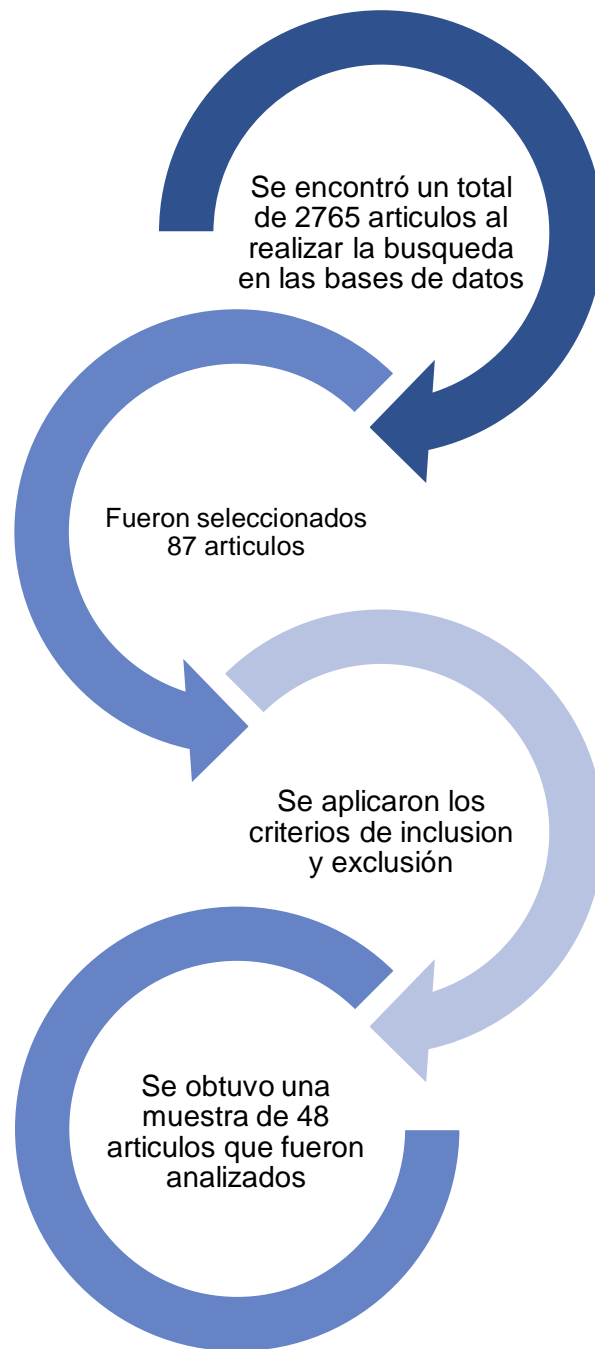 Se encontró un total
de 2765 articulos al
realizar la busqueda
en las bases de datos
Fueron seleccionados
87 articulos
Se aplicaron los
criterios de inclusion
y exclusión
Se obtuvo una
muestra de 48
articulos que fueron
analizados